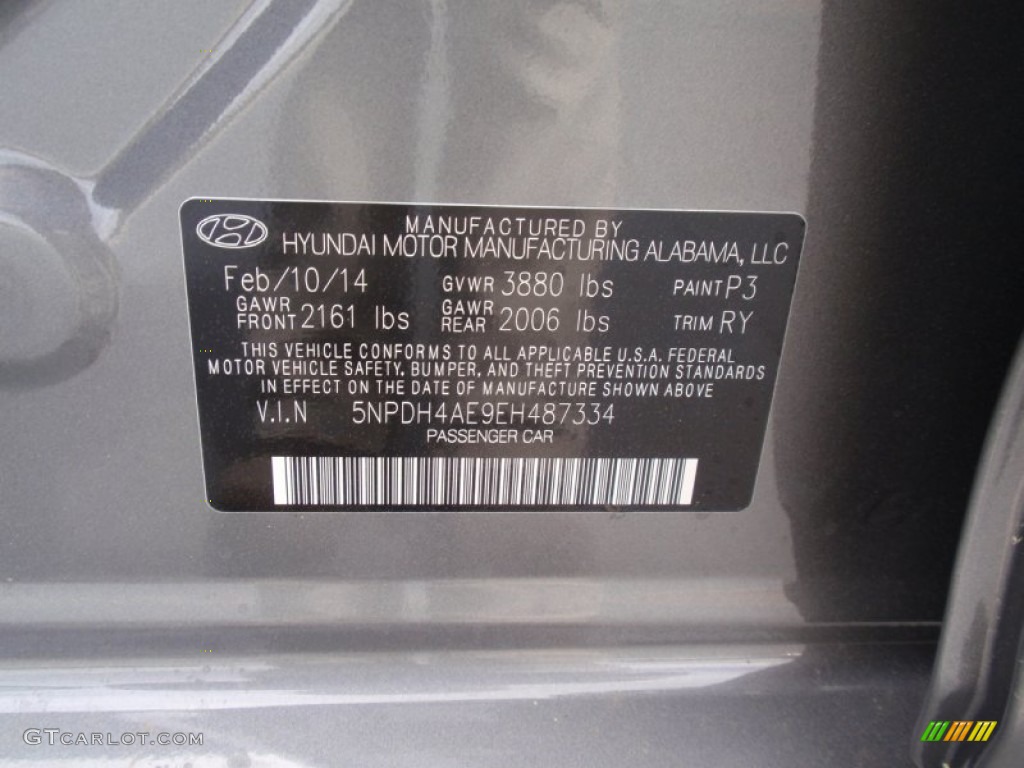 MANUFACTURED BY
HYUNDAI MOTOR MANUFACTURING ALABAMA, LLC
Feb/10/14 GVWR 3880 lbs PAINT P3
GAWR FRONT 2161 lbs GAWR REAR 2006 lbs TRIM RY
THIS VEHICLE CONFORMS TO ALL APPLICABLE U.S.A. FEDERAL
MOTOR VEHICLE SAFETY, BUMPER, AND THEFT PREVENTION STANDARDS
IN EFFECT ON THE DATE OF MANUFACTURE SHOWN ABOVE
V.I.N 5NPDH4AE9EH487334
PASSENGER CAR
GTCARLOT.COM